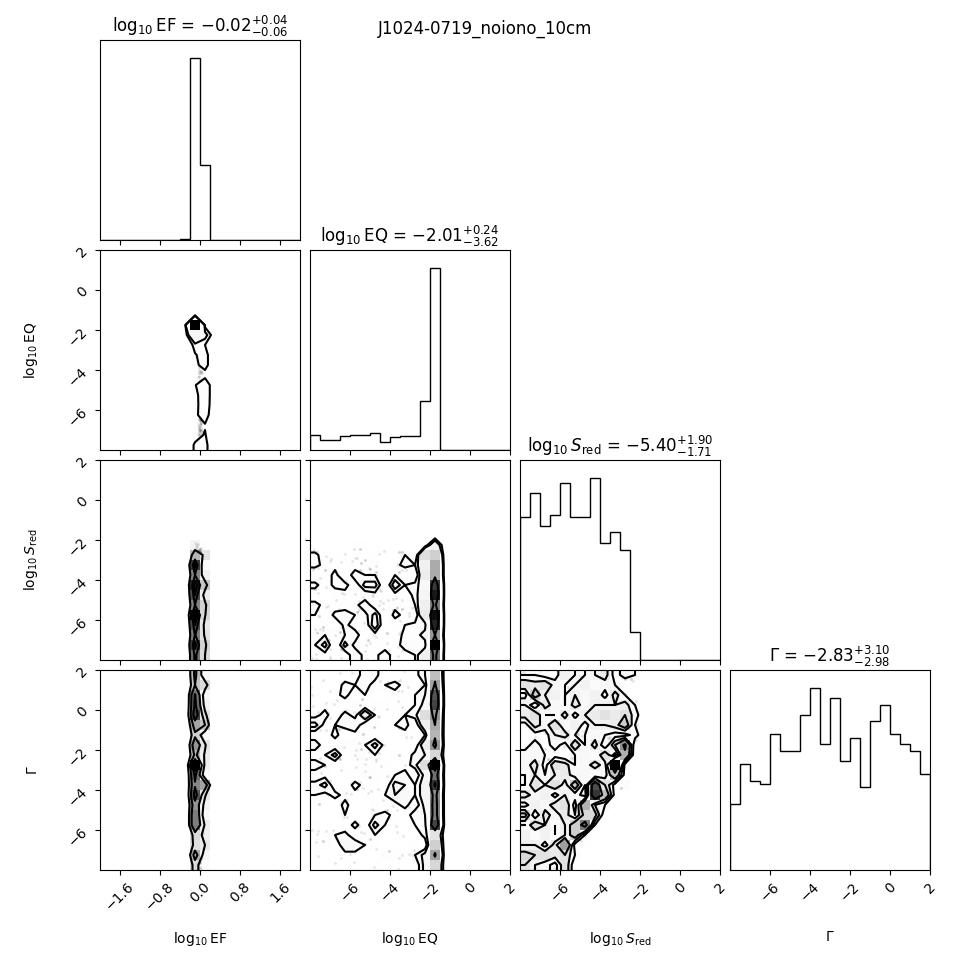 J1024-0719_noiono_10cm
log₁₀ EF = −0.02+0.04−0.06
2
0
−2
−4
−6
log₁₀ EQ
log₁₀ EQ = −2.01+0.24−3.62
2
0
−2
−4
−6
log₁₀ Sred
log₁₀ Sred = −5.40+1.90−1.71
2
0
−2
−4
−6
Γ
Γ = −2.83+3.10−2.98
−1.6 −0.8 0.0 0.8 1.6
−6 −4 −2 0 2
−6 −4 −2 0 2
−6 −4 −2 0 2
log₁₀ EF
log₁₀ EQ
log₁₀ Sred
Γ